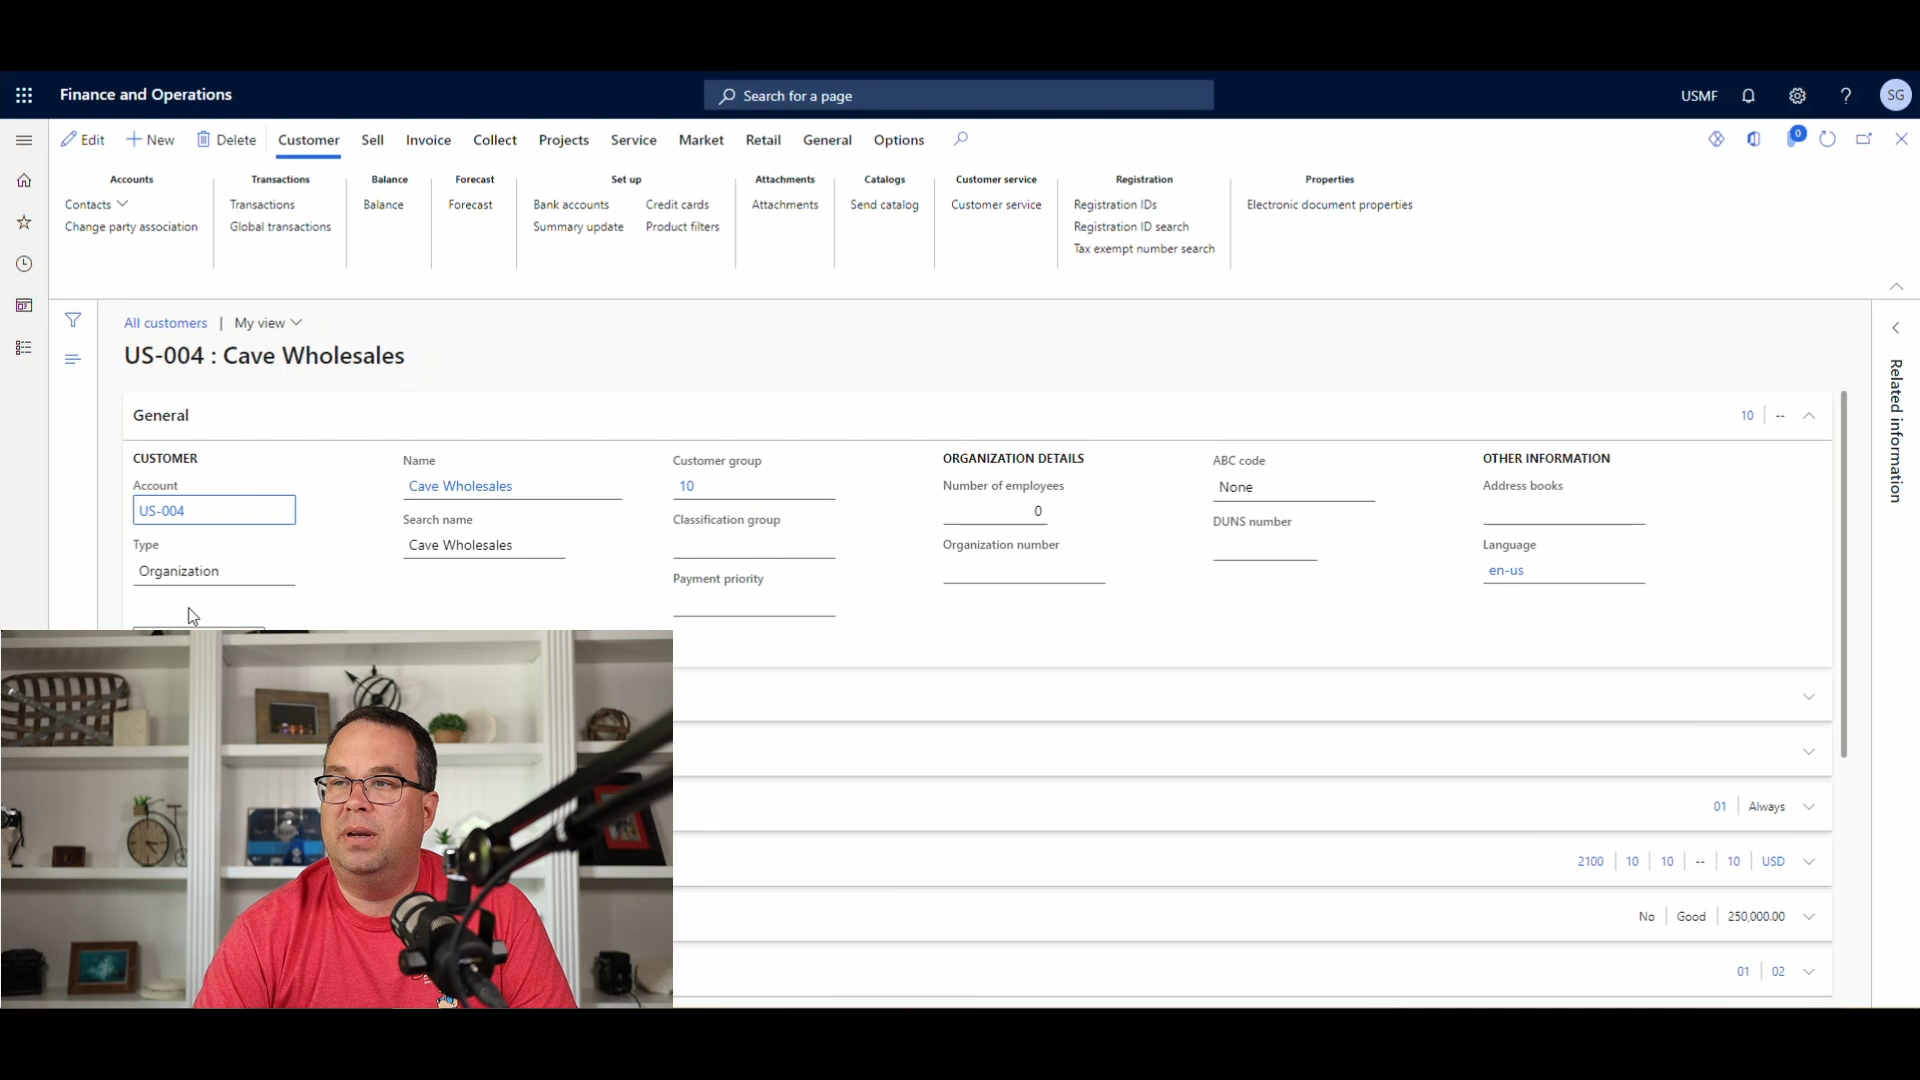 Finance and Operations
Search for a page
USMF
SG
Edit
New
Delete
Customer
Sell
Invoice
Collect
Projects
Service
Market
Retail
General
Options
0
Accounts
Contacts
Change party association
Transactions
Transactions
Global transactions
Balance
Balance
Forecast
Forecast
Set up
Bank accounts
Credit cards
Summary update
Product filters
Attachments
Attachments
Catalogs
Send catalog
Customer service
Customer service
Registration
Registration IDs
Registration ID search
Tax exempt number search
Properties
Electronic document properties
All customers | My view
US-004 : Cave Wholesales
Related information
General
10 | --
CUSTOMER
Account
US-004
Type
Organization
Name
Cave Wholesales
Search name
Cave Wholesales
Customer group
10
Classification group
Payment priority
ORGANIZATION DETAILS
Number of employees
0
Organization number
ABC code
None
DUNS number
OTHER INFORMATION
Address books
Language
en-us
01 | Always
2100 | 10 | 10 | -- | 10 | USD
No | Good | 250,000.00
01 | 02